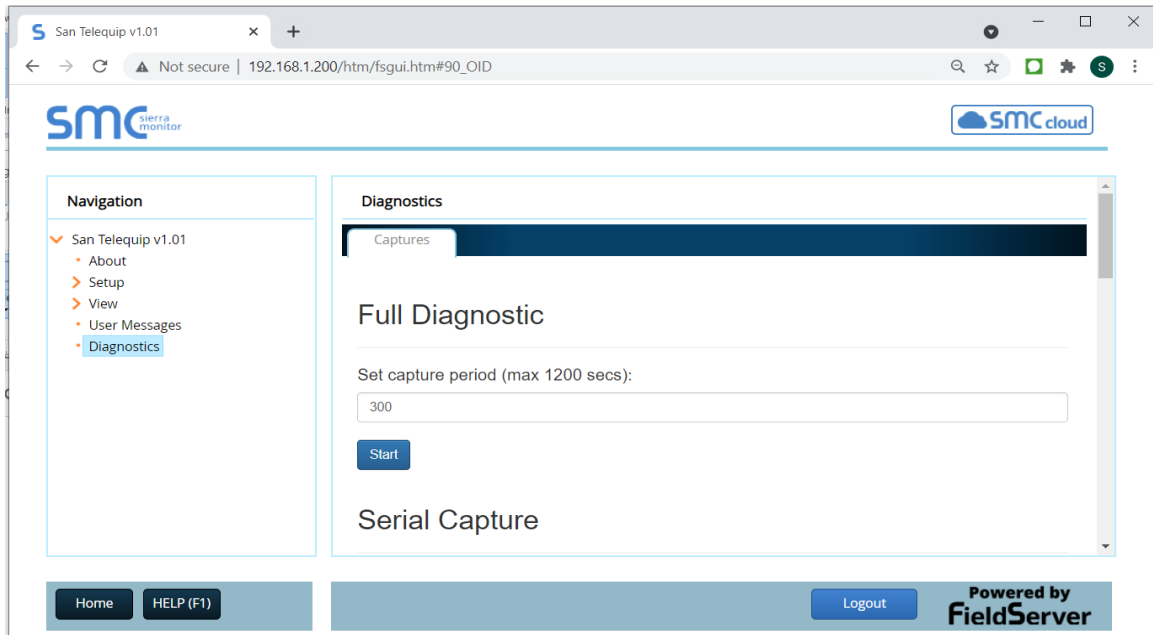 San Telequip v1.01
Not secure | 192.168.1.200/htm/fsgui.htm#90_OID
S
SMC sierra monitor
SMC cloud
Navigation
San Telequip v1.01
About
Setup
View
User Messages
Diagnostics
Diagnostics
Captures
Full Diagnostic
Set capture period (max 1200 secs):
300
Start
Serial Capture
Home
HELP (F1)
Logout
Powered by
FieldServer